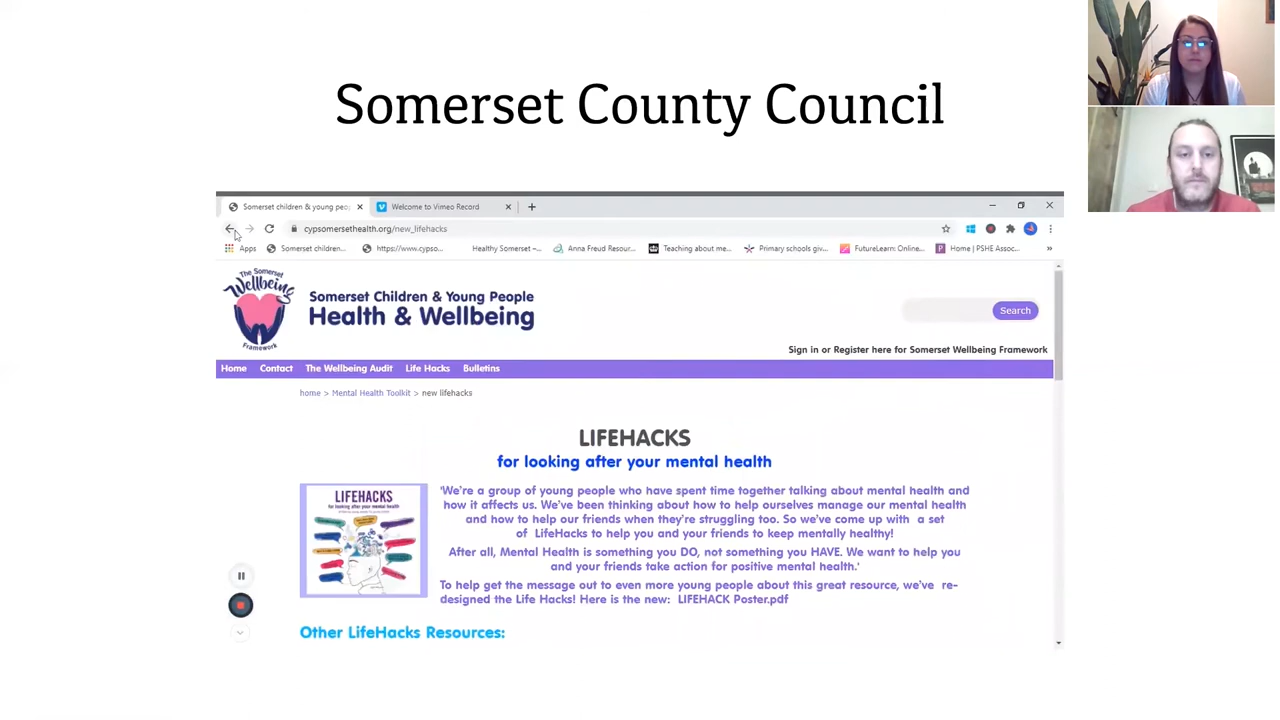 Somerset County Council
Somerset children & young peo
Welcome to Vimeo Record
cypsomersethealth.org/new_lifehacks
Apps
Somerset children...
https://www.cypso...
Healthy Somerset –...
Anna Freud Resour...
Teaching about me...
Primary schools giv...
FutureLearn: Online...
Home | PSHE Assoc...
The Somerset
Wellbeing
Framework
Somerset Children & Young People
Health & Wellbeing
Search
Sign in or Register here for Somerset Wellbeing Framework
Home Contact The Wellbeing Audit Life Hacks Bulletins
home > Mental Health Toolkit > new lifehacks
LIFEHACKS
for looking after your mental health
LIFEHACKS
for looking after your mental health
'We're a group of young people who have spent time together talking about mental health and
how it affects us. We've been thinking about how to help ourselves manage our mental health
and how to help our friends when they're struggling too. So we've come up with a set
of LifeHacks to help you and your friends to keep mentally healthy!
After all, Mental Health is something you DO, not something you HAVE. We want to help you
and your friends take action for positive mental health.'
To help get the message out to even more young people about this great resource, we've re-
designed the Life Hacks! Here is the new: LIFEHACK Poster.pdf
Other LifeHacks Resources: